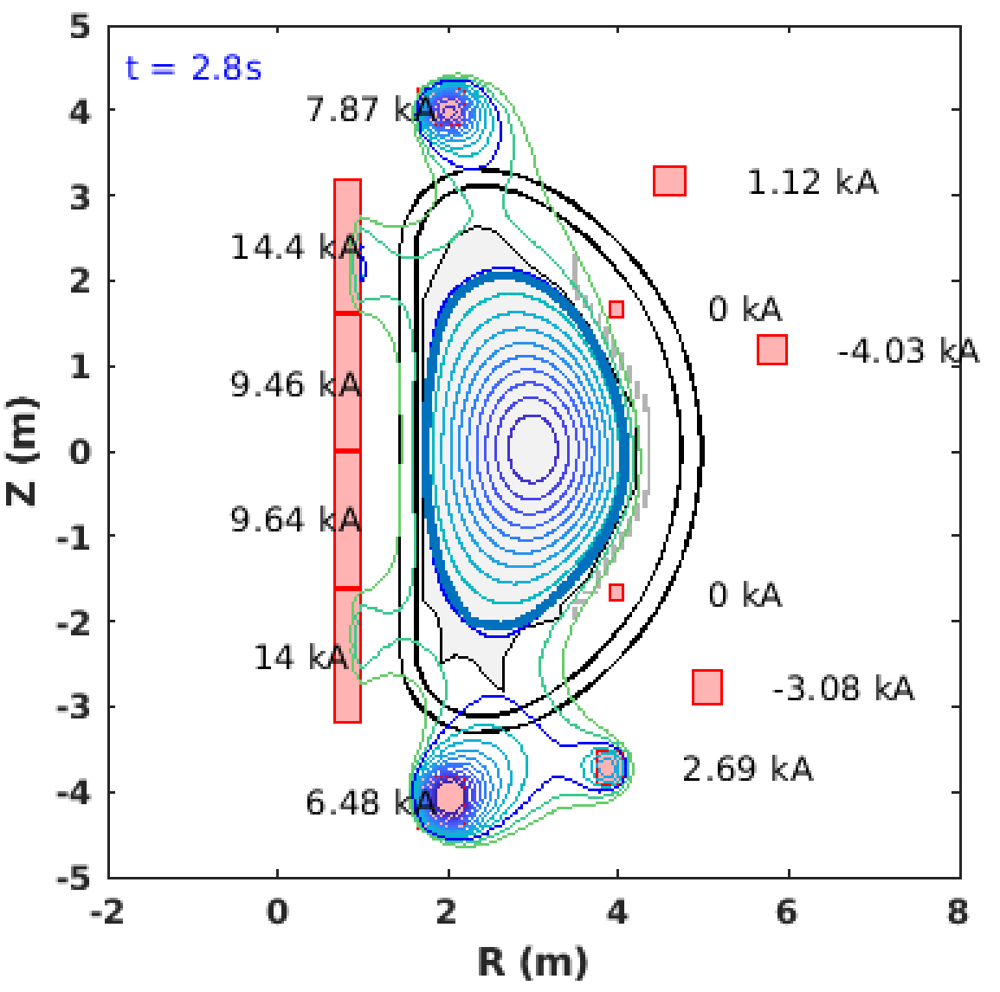 5
t = 2.8s
7.87 kA
4
1.12 kA
3
14.4 kA
2
0 kA
-4.03 kA
1
9.46 kA
Z (m)
0
9.64 kA
-1
0 kA
-2
14 kA
-3.08 kA
-3
2.69 kA
-4
6.48 kA
-5
-2 0 2 4 6 8
R (m)